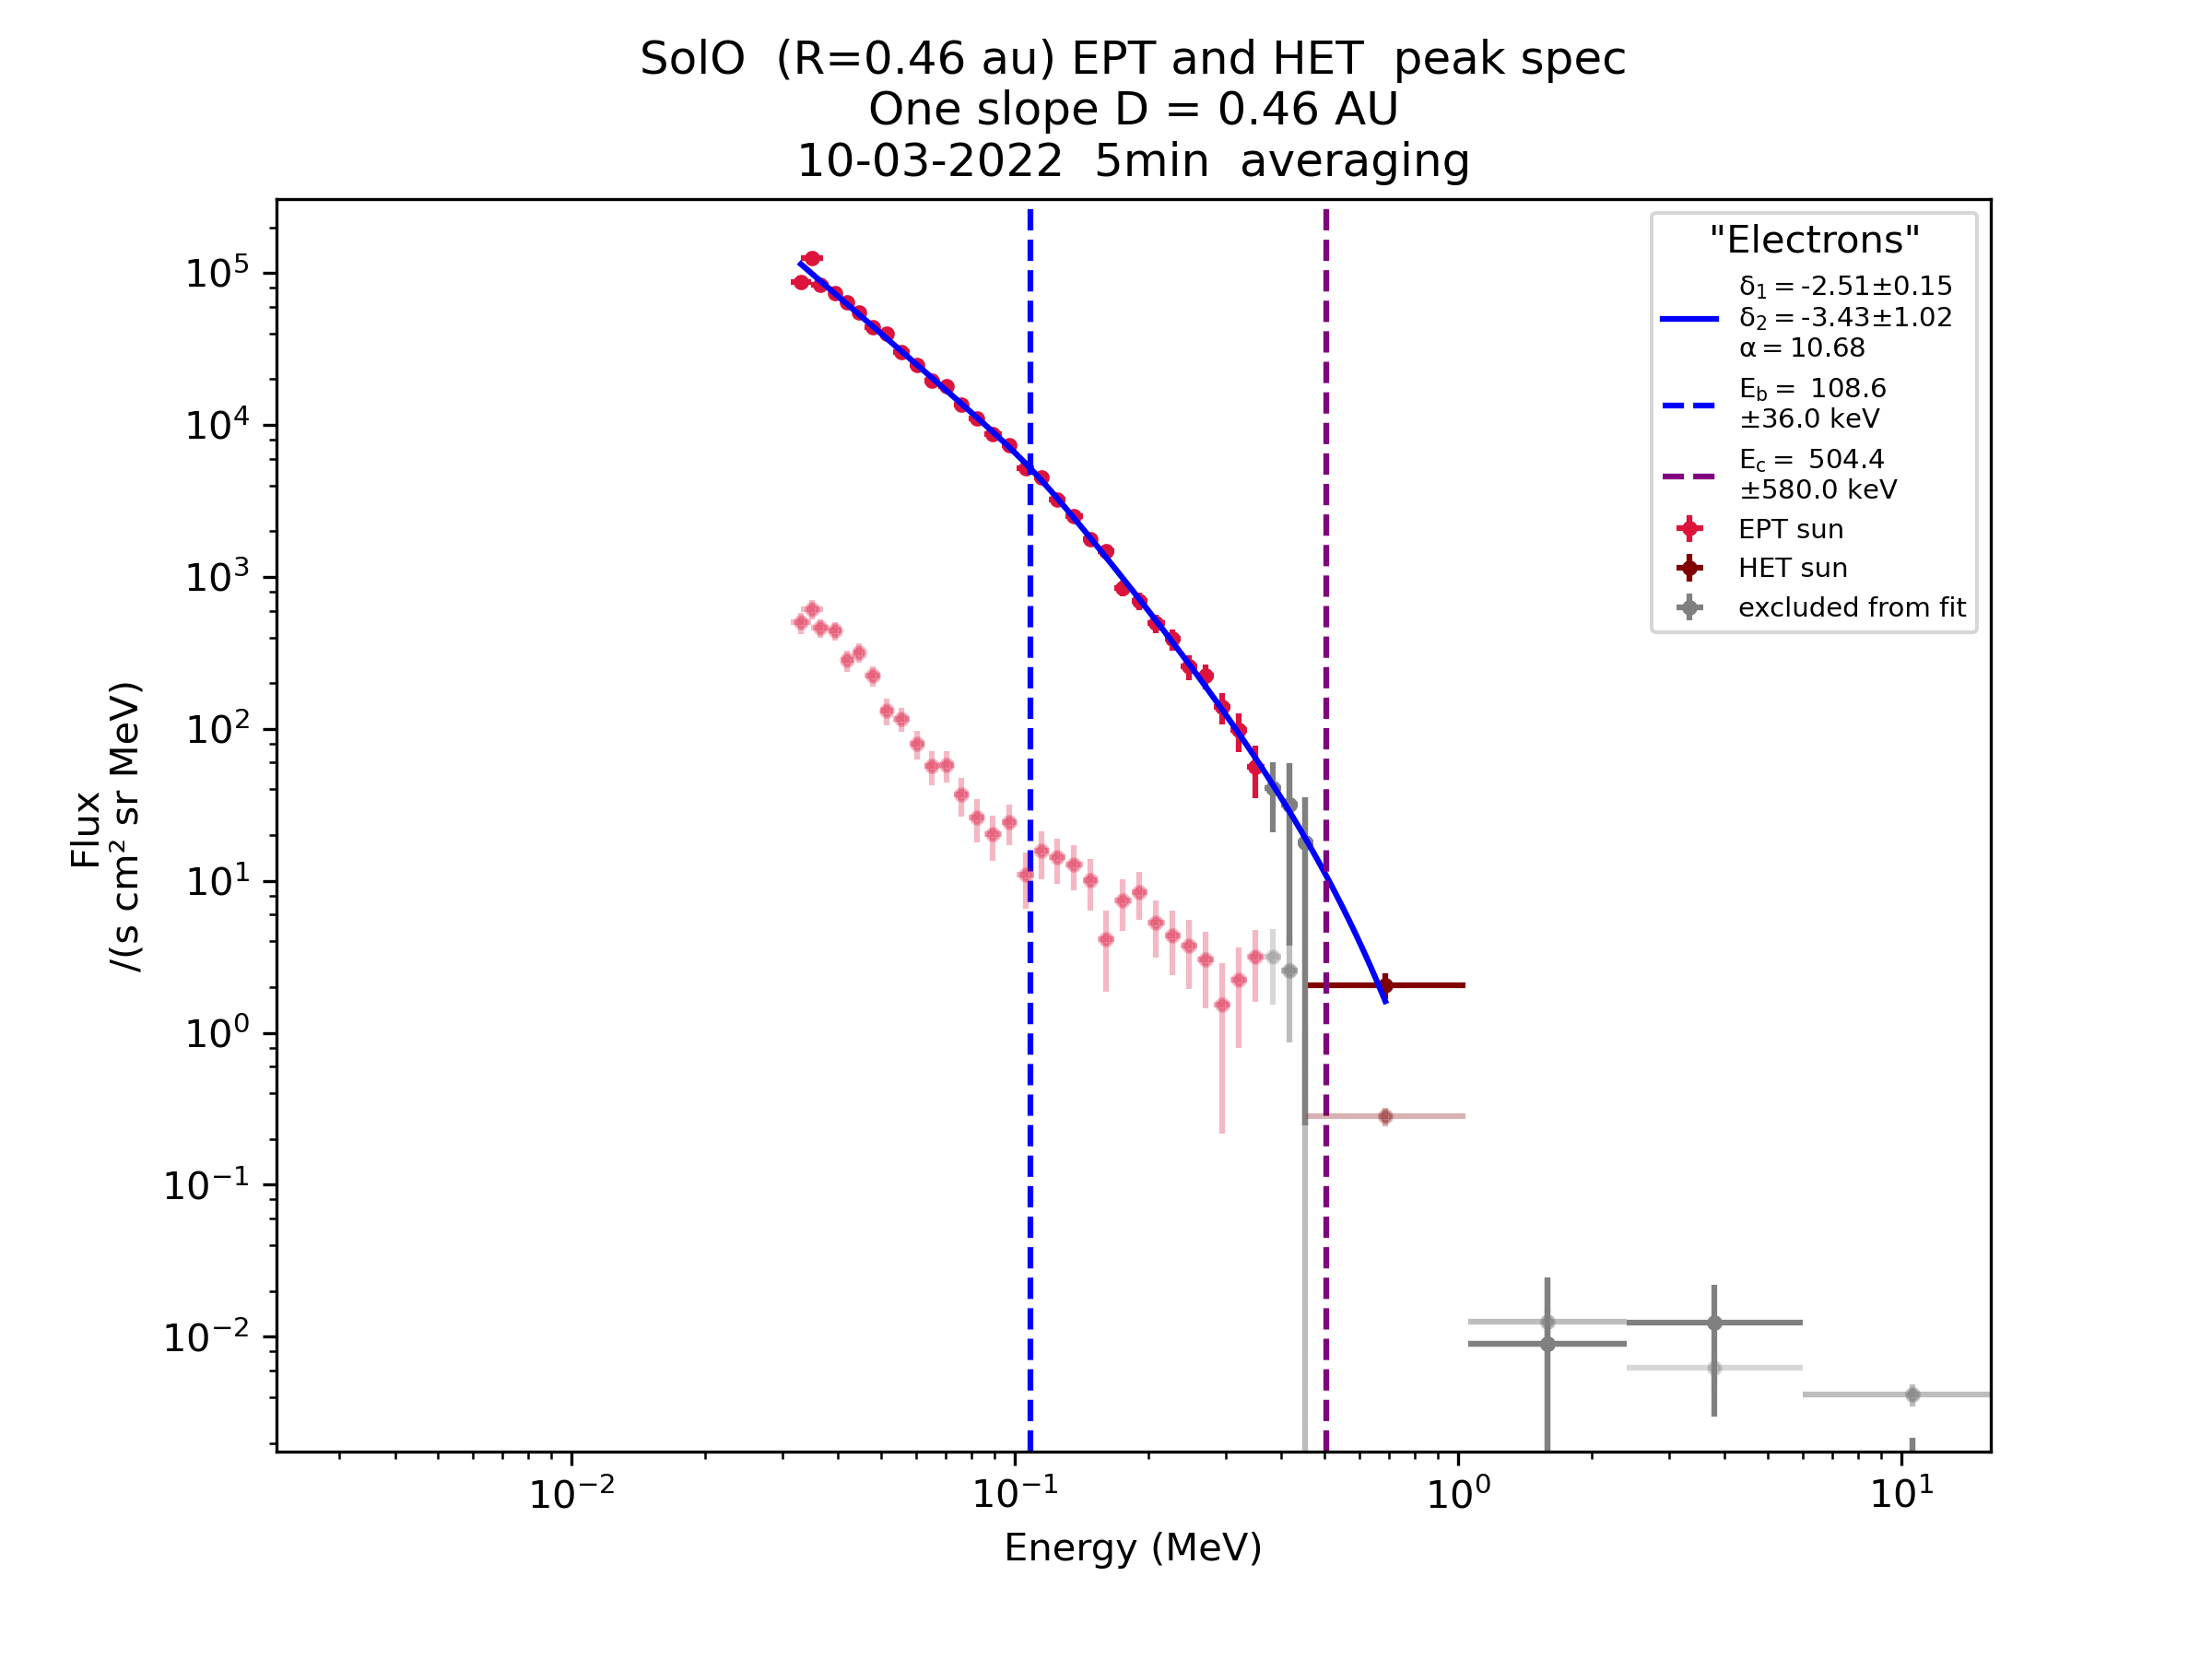 SolO  (R=0.46 au) EPT and HET  peak spec
One slope D = 0.46 AU
10-03-2022  5min  averaging
"Electrons"
δ₁ = -2.51±0.15
δ₂ = -3.43±1.02
α = 10.68
E_b = 108.6
±36.0 keV
E_c = 504.4
±580.0 keV
EPT sun
HET sun
excluded from fit
10⁵
10⁴
10³
10²
10¹
10⁰
10⁻¹
10⁻²
Flux
/(s cm² sr MeV)
10⁻²
10⁻¹
10⁰
10¹
Energy (MeV)